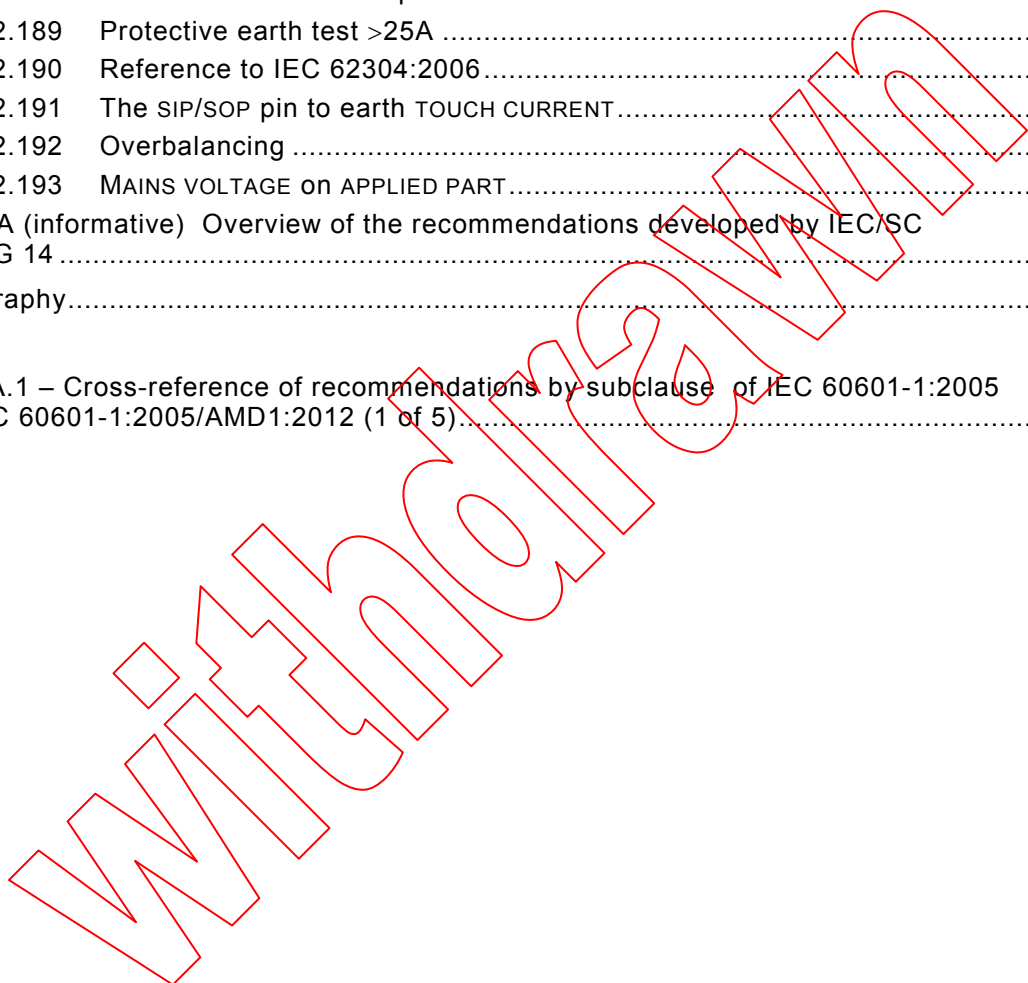 2.189 Protective earth test >25A ........................................................................
2.190 Reference to IEC 62304:2006 ........................................................................
2.191 The SIP/SOP pin to earth TOUCH CURRENT ........................................................................
2.192 Overbalancing ........................................................................
2.193 MAINS VOLTAGE on APPLIED PART ........................................................................
A (informative) Overview of the recommendations developed by IEC/SC
G 14 ........................................................................
raphy ........................................................................
A.1 – Cross-reference of recommendations by subclause of IEC 60601-1:2005
C 60601-1:2005/AMD1:2012 (1 of 5) ........................................................................
withdrawn